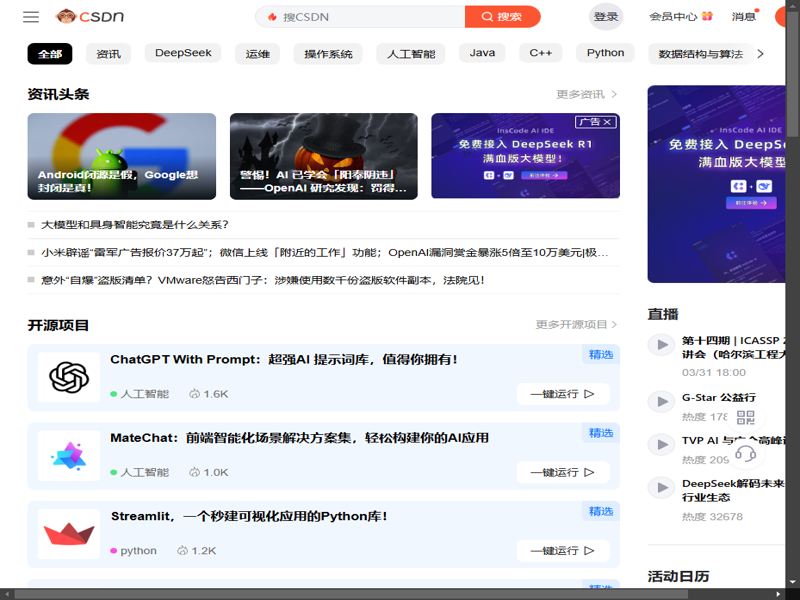 CSDN
搜CSDN
搜索
登录
会员中心
消息
全部
资讯
DeepSeek
运维
操作系统
人工智能
Java
C++
Python
数据结构与算法
资讯头条
更多资讯
Android闭源是假，Google想
封闭是真！
警惕！AI 已学会「阳奉阴违」
——OpenAI 研究发现：罚得...
广告
InsCode AI IDE
免费接入 DeepSeek R1
满血版大模型！
前往体验
InsCode AI IDE
免费接入 DeepS
满血版大模型
前往体验
大模型和具身智能究竟是什么关系？
小米辟谣“雷军广告报价37万起”；微信上线「附近的工作」功能；OpenAI漏洞赏金暴涨5倍至10万美元|极...
意外“自爆”盗版清单？VMware怒告西门子：涉嫌使用数千份盗版软件副本，法院见！
开源项目
更多开源项目
ChatGPT With Prompt：超强AI 提示词库，值得你拥有！
精选
人工智能
1.6K
一键运行
MateChat：前端智能化场景解决方案集，轻松构建你的AI应用
精选
人工智能
1.0K
一键运行
Streamlit，一个秒建可视化应用的Python库！
精选
python
1.2K
一键运行
精选
直播
第十四期 | ICASSP 2
讲会（哈尔滨工程大
03/31 18:00
G-Star 公益行
热度 178
TVP AI 与安全高峰
热度 205
DeepSeek解码未来
行业生态
热度 32678
活动日历